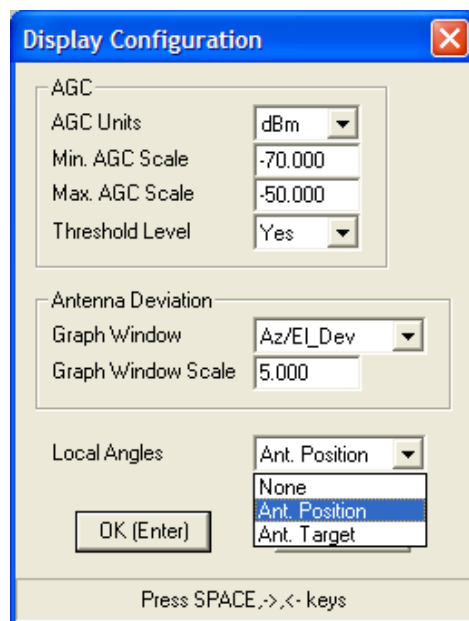 Display Configuration
AGC
AGC Units dBm
Min. AGC Scale -70.000
Max. AGC Scale -50.000
Threshold Level Yes
Antenna Deviation
Graph Window Az/El_Dev
Graph Window Scale 5.000
Local Angles Ant. Position
None
Ant. Position
Ant. Target
OK (Enter)
Press SPACE,->,<- keys